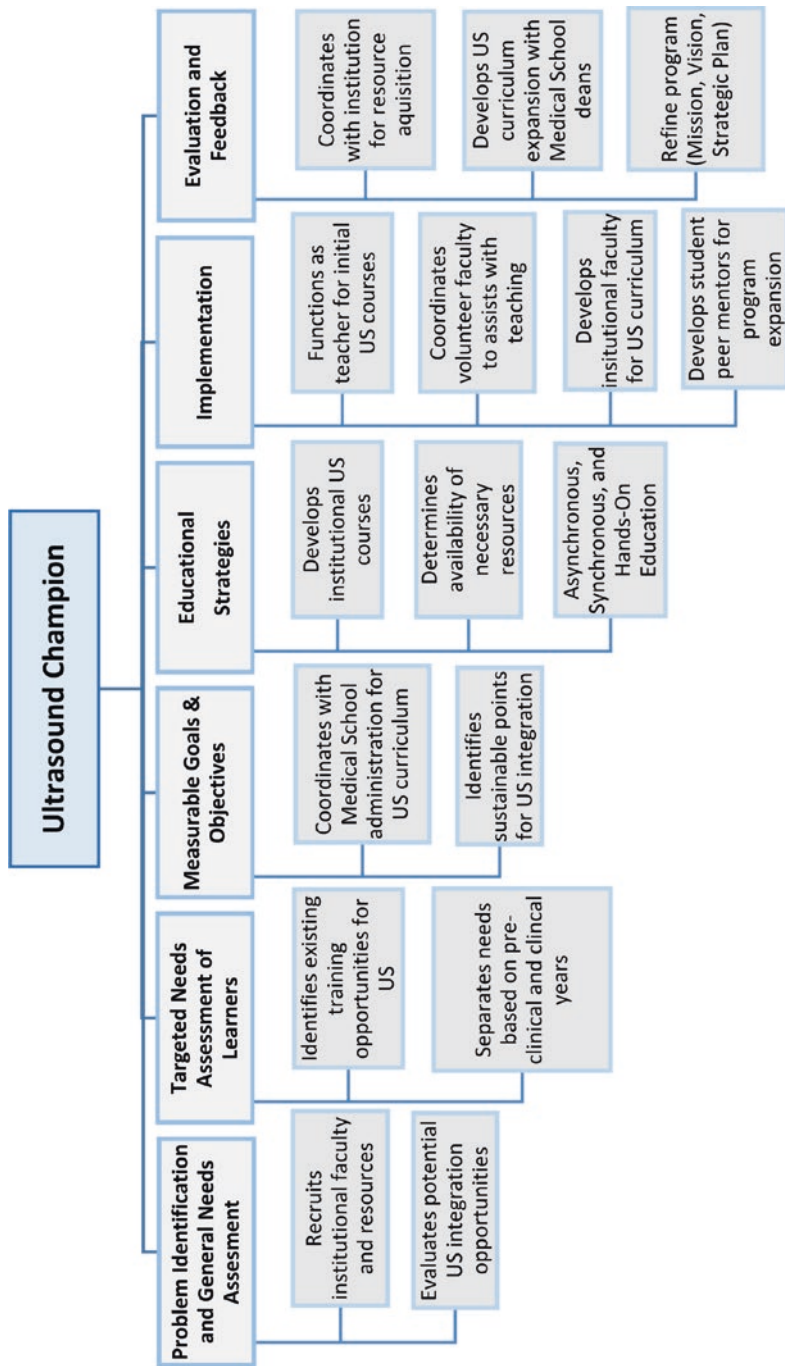 Ultrasound Champion
Problem Identification
and General Needs
Assesment
Recruits
institutional faculty
and resources
Evaluates potential
US integration
opportunities
Targeted Needs
Assessment of
Learners
Identifies existing
training
opportunities for
US
Separates needs
based on pre-
clinical and clincal
years
Measurable Goals &
Objectives
Coordinates with
Medical School
administration for
US curriculum
Identifies
sustainable points
for US integration
Educational
Strategies
Develops
institutional US
courses
Determines
availability of
necessary
resources
Asynchronous,
Synchronous, and
Hands-On
Education
Implementation
Functions as
teacher for initial
US courses
Coordinates
volunteer faculty
to assists with
teaching
Develops
insitutional faculty
for US curriculum
Develops student
peer mentors for
program
expansion
Evaluation and
Feedback
Coordinates
with institution
for resource
aquisition
Develops US
curriculum
expansion with
Medical School
deans
Refine program
(Mission, Vision,
Strategic Plan)